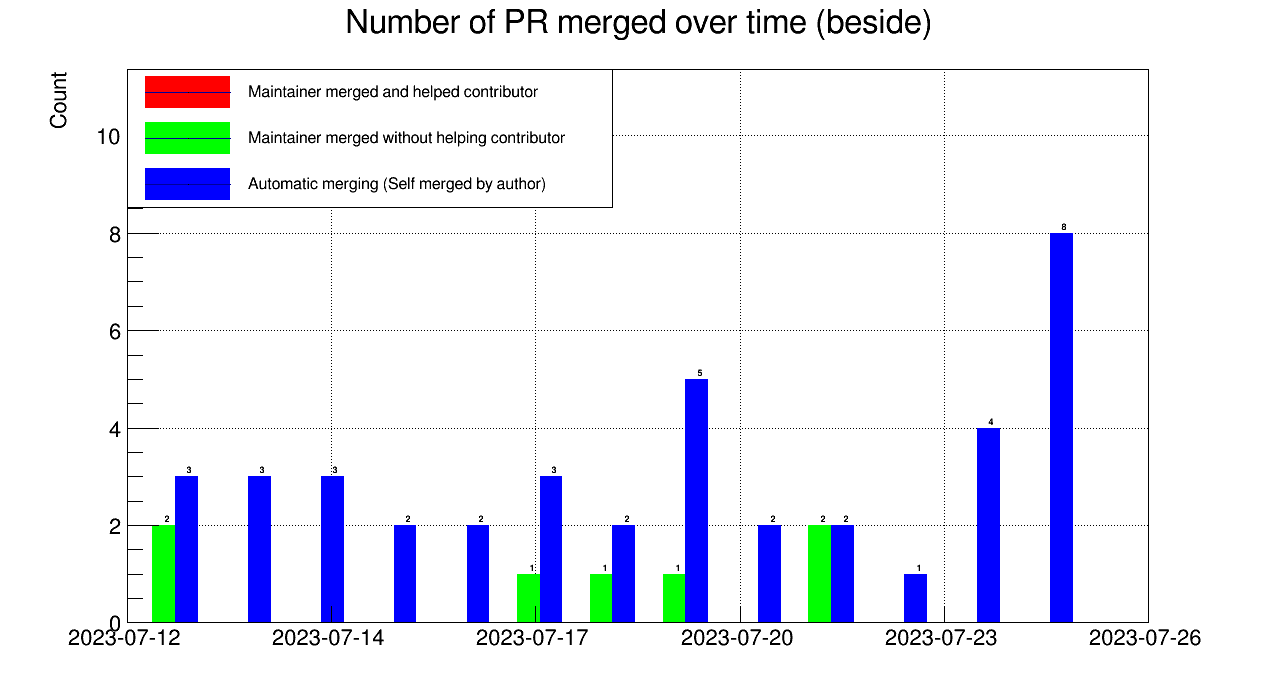 Number of PR merged over time (beside)
Count
Maintainer merged and helped contributor
Maintainer merged without helping contributor
Automatic merging (Self merged by author)
10
8
6
4
2
0
2 3 3 3 2 2 1 3 1 2 1 5 2 2 2 1 4 8
2023-07-12 2023-07-14 2023-07-17 2023-07-20 2023-07-23 2023-07-26